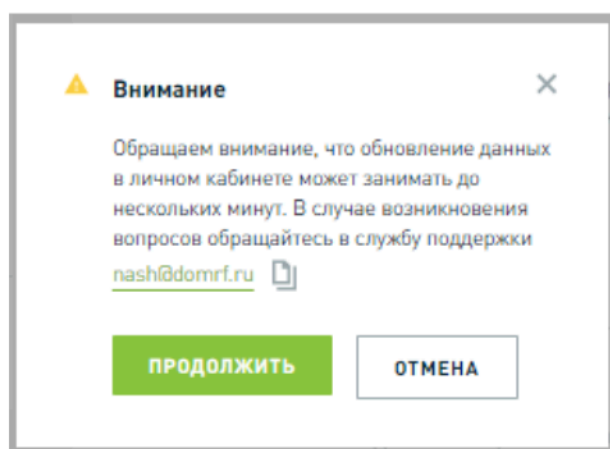 Внимание
Обращаем внимание, что обновление данных
в личном кабинете может занимать до
нескольких минут. В случае возникновения
вопросов обращайтесь в службу поддержки
nash@domrf.ru
ПРОДОЛЖИТЬ
ОТМЕНА